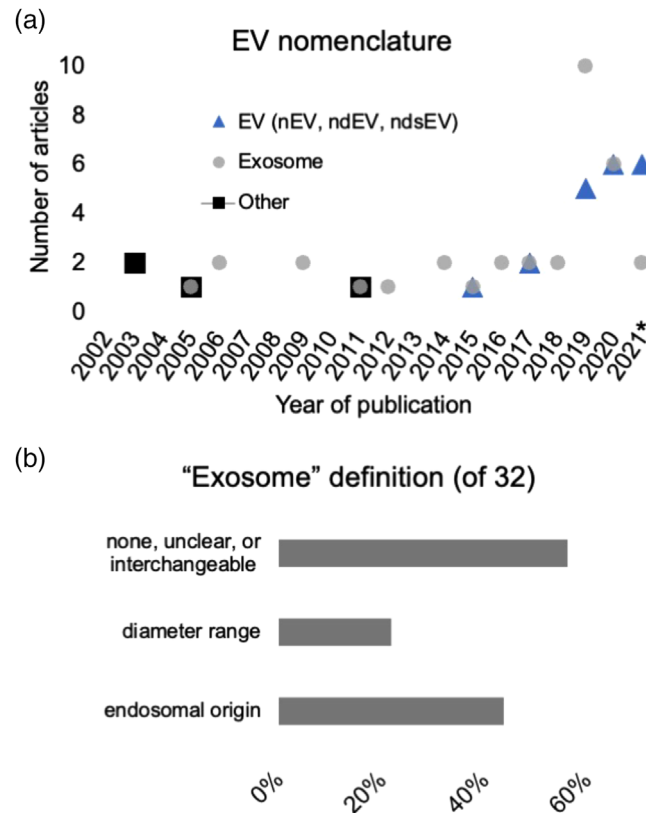 (a)
EV nomenclature
Number of articles
10
8
6
4
2
0
EV (nEV, ndEV, ndsEV)
Exosome
Other
2002
2003
2004
2005
2006
2007
2008
2009
2010
2011
2012
2013
2014
2015
2016
2017
2018
2019
2020
2021*
Year of publication
(b)
“Exosome” definition (of 32)
none, unclear, or
interchangeable
diameter range
endosomal origin
0%
20%
40%
60%